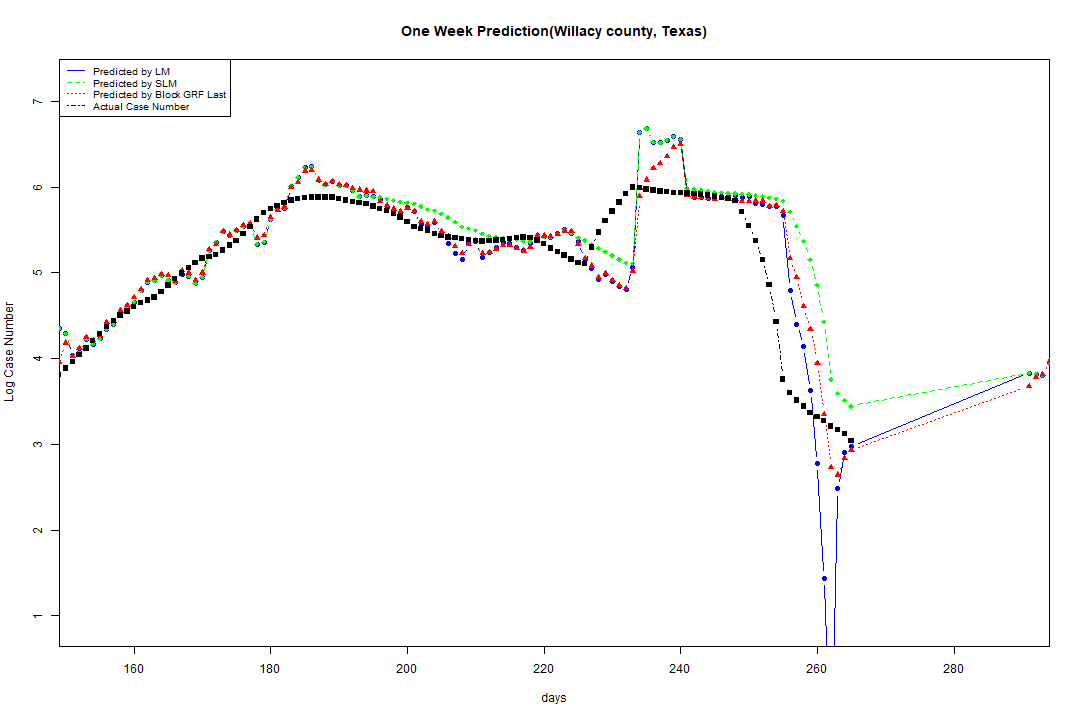 One Week Prediction(Willacy county, Texas)
Predicted by LM
Predicted by SLM
Predicted by Block GRF Last
Actual Case Number
7
6
5
4
3
2
1
Log Case Number
160 180 200 220 240 260 280
days